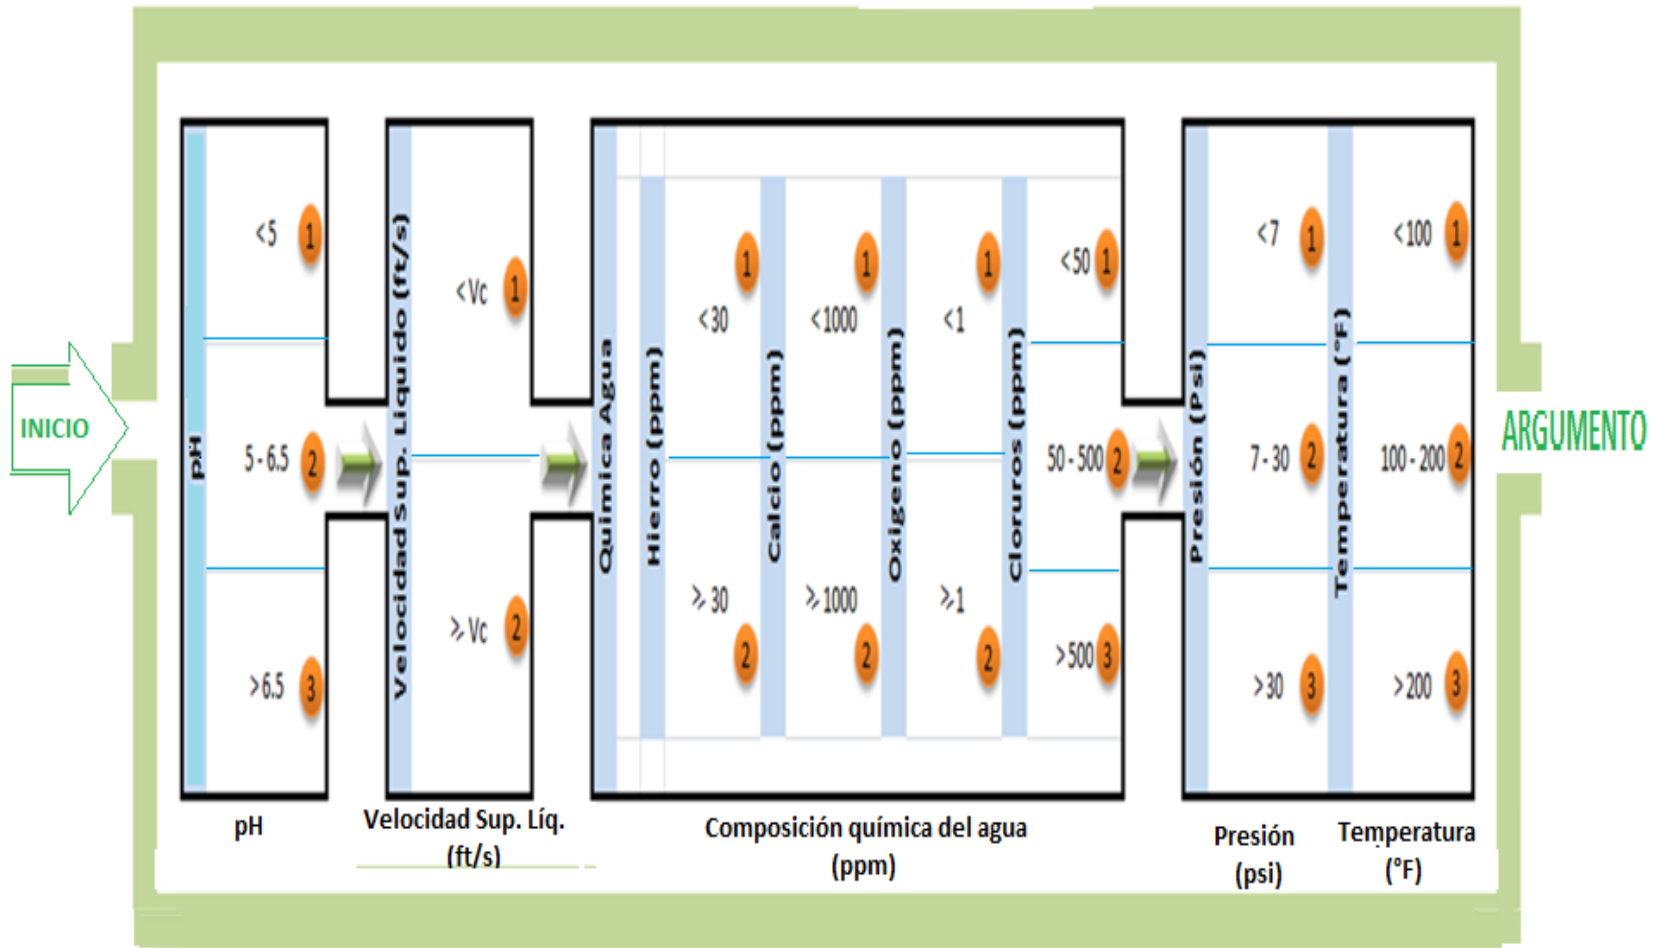 INICIO
pH
<5
1
5 - 6.5
2
>6.5
3
pH
Velocidad Sup. Liquido (ft/s)
<Vc
1
≥Vc
2
Velocidad Sup. Líq.
(ft/s)
Quimica Agua
Hierro (ppm)
<30
1
≥30
2
Calcio (ppm)
<1000
1
≥1000
2
Oxigeno (ppm)
<1
1
≥1
2
Cloruros (ppm)
<50
1
50 - 500
2
>500
3
Composición química del agua
(ppm)
Presión (Psi)
<7
1
7 - 30
2
>30
3
Presión
(psi)
Temperatura (°F)
<100
1
100 - 200
2
>200
3
Temperatura
(°F)
ARGUMENTO